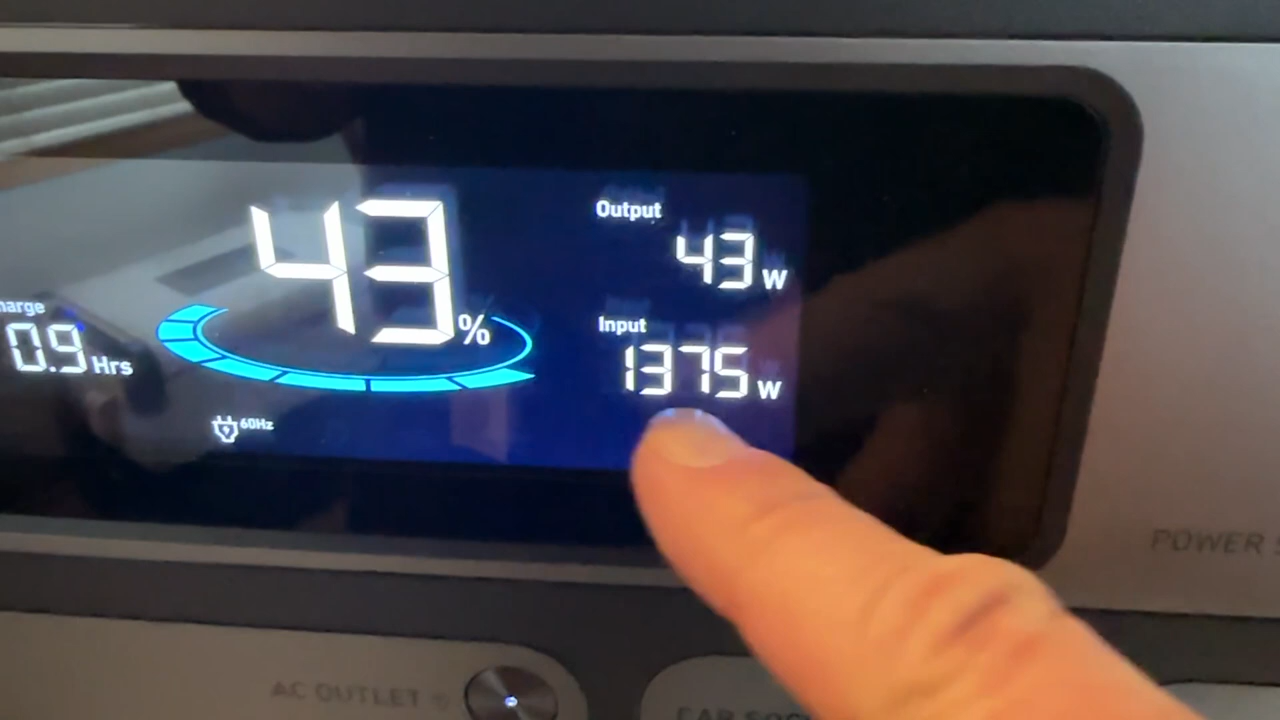 Output
43 W
43 %
Input
1375 W
harge
0.9 Hrs
60Hz
POWER
AC OUTLET